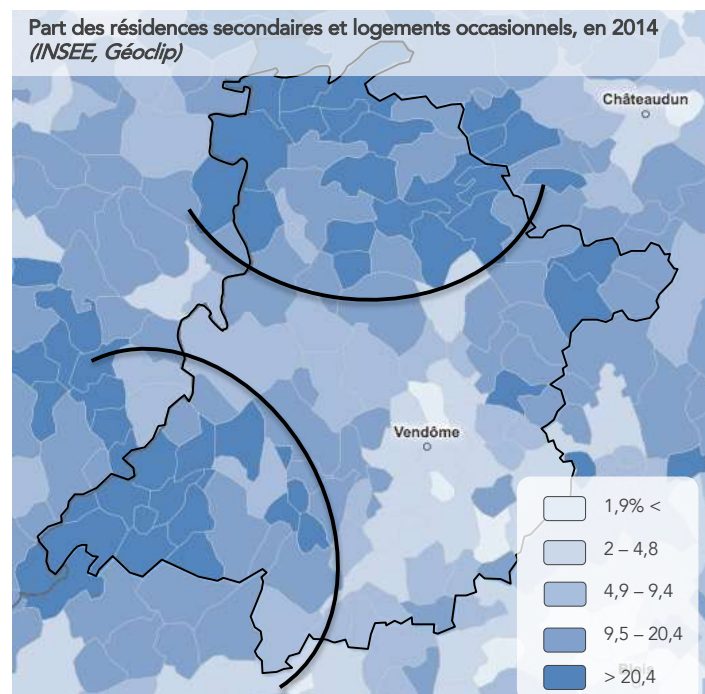 Part des résidences secondaires et logements occasionnels, en 2014
(INSEE, Géoclip)
Châteaudun
Vendôme
1,9% <
2 – 4,8
4,9 – 9,4
9,5 – 20,4
Blois
> 20,4